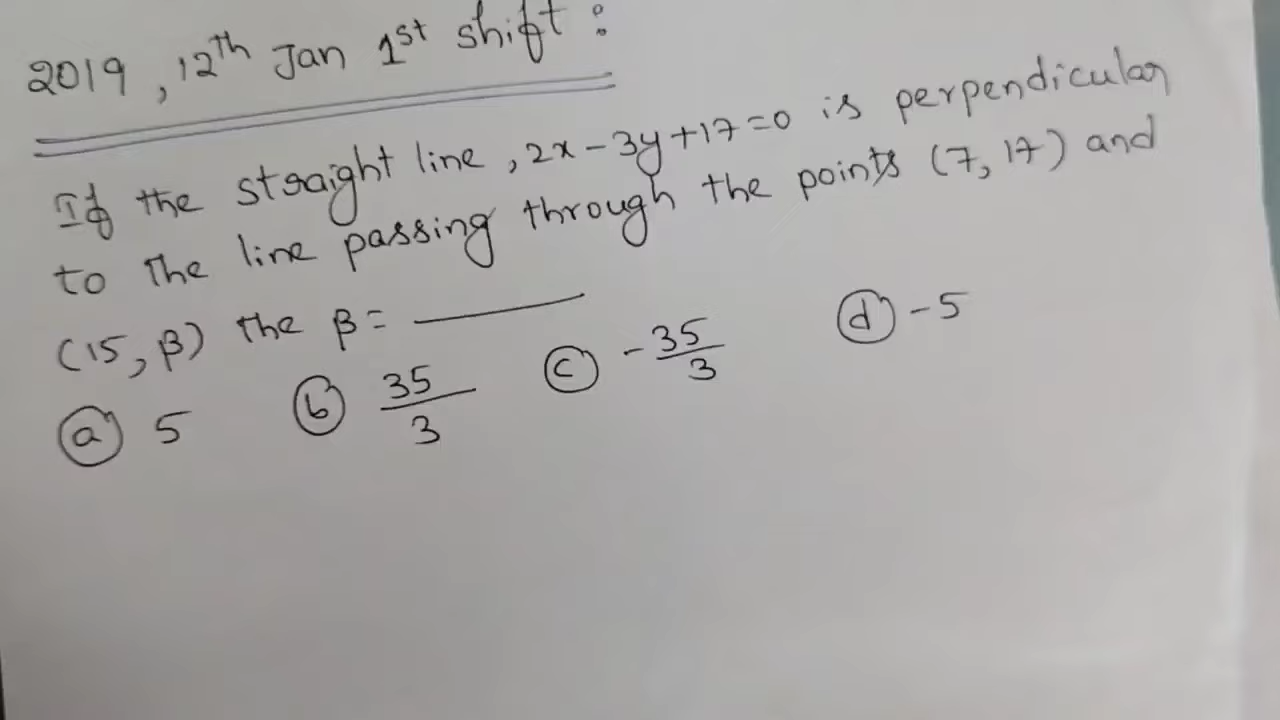 2019, 12th Jan 1st shift:
If the straight line, 2x - 3y + 17 = 0 is perpendicular
to the line passing through the points (7, 17) and
(15, β) the β = ______
(a) 5 (b) 35/3 (c) -35/3 (d) -5